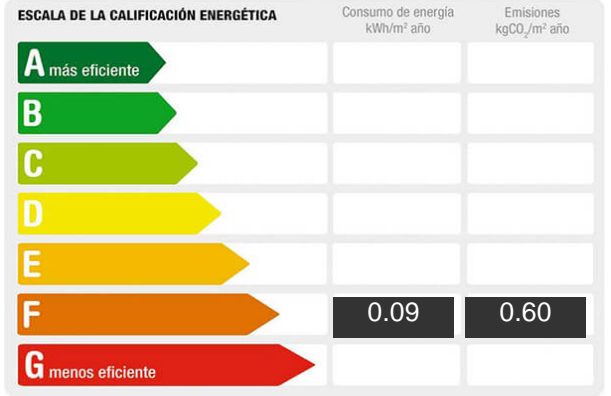 ESCALA DE LA CALIFICACIÓN ENERGÉTICA
Consumo de energía
kWh/m² año
Emisiones
kgCO₂/m² año
A más eficiente
B
C
D
E
F 0.09 0.60
G menos eficiente